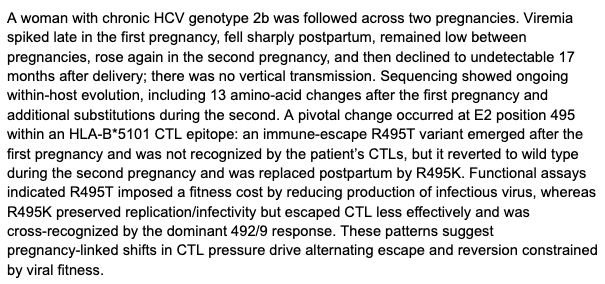 A woman with chronic HCV genotype 2b was followed across two pregnancies. Viremia
spiked late in the first pregnancy, fell sharply postpartum, remained low between
pregnancies, rose again in the second pregnancy, and then declined to undetectable 17
months after delivery; there was no vertical transmission. Sequencing showed ongoing
within-host evolution, including 13 amino-acid changes after the first pregnancy and
additional substitutions during the second. A pivotal change occurred at E2 position 495
within an HLA-B*5101 CTL epitope: an immune-escape R495T variant emerged after the
first pregnancy and was not recognized by the patient’s CTLs, but it reverted to wild type
during the second pregnancy and was replaced postpartum by R495K. Functional assays
indicated R495T imposed a fitness cost by reducing production of infectious virus, whereas
R495K preserved replication/infectivity but escaped CTL less effectively and was
cross-recognized by the dominant 492/9 response. These patterns suggest
pregnancy-linked shifts in CTL pressure drive alternating escape and reversion constrained
by viral fitness.